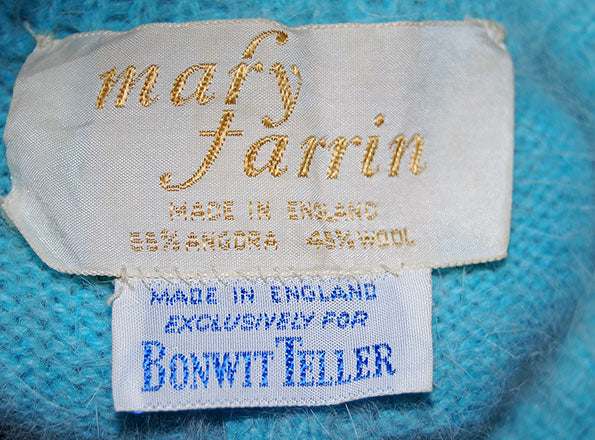 mary
farrin
MADE IN ENGLAND
55% ANGORA 45% WOOL
MADE IN ENGLAND
EXCLUSIVELY FOR
BONWIT TELLER